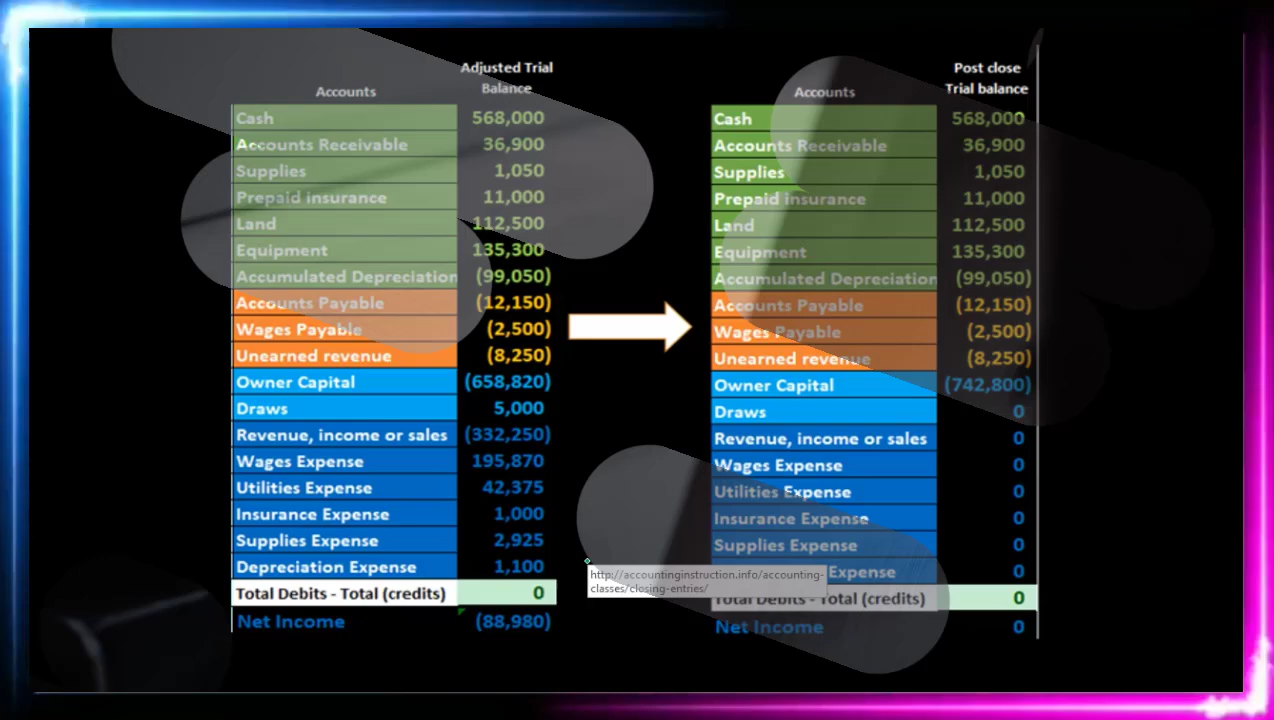 Adjusted Trial
Accounts Balance
Cash 568,000
Accounts Receivable 36,900
Supplies 1,050
Prepaid insurance 11,000
Land 112,500
Equipment 135,300
Accumulated Depreciation (99,050)
Accounts Payable (12,150)
Wages Payable (2,500)
Unearned revenue (8,250)
Owner Capital (658,820)
Draws 5,000
Revenue, income or sales (332,250)
Wages Expense 195,870
Utilities Expense 42,375
Insurance Expense 1,000
Supplies Expense 2,925
Depreciation Expense 1,100
Total Debits - Total (credits) 0
Net Income (88,980)
http://accountinginstruction.info/accounting-
classes/closing-entries/
Post close
Accounts Trial balance
Cash 568,000
Accounts Receivable 36,900
Supplies 1,050
Prepaid insurance 11,000
Land 112,500
Equipment 135,300
Accumulated Depreciation (99,050)
Accounts Payable (12,150)
Wages Payable (2,500)
Unearned revenue (8,250)
Owner Capital (742,800)
Draws 0
Revenue, income or sales 0
Wages Expense 0
Utilities Expense 0
Insurance Expense 0
Supplies Expense 0
Expense 0
Total Debits - Total (credits) 0
Net Income 0